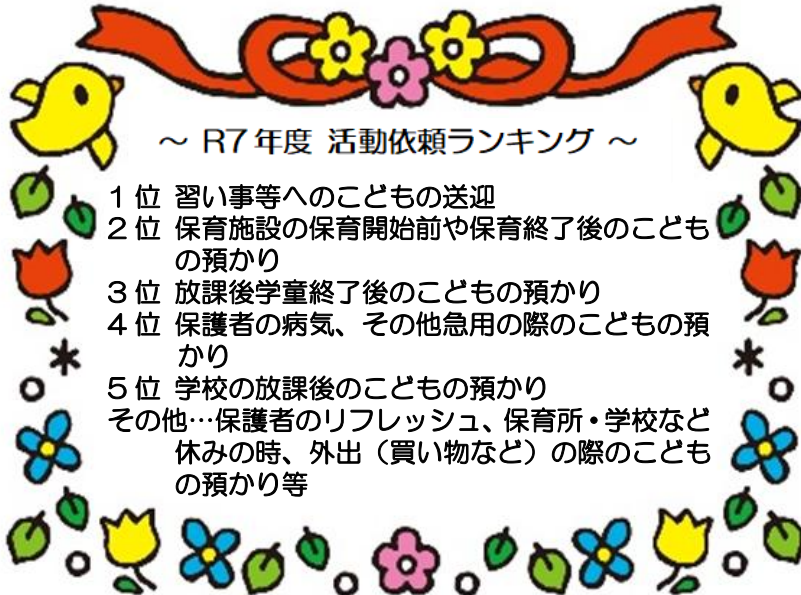 ～ R7年度 活動依頼ランキング ～
1位 習い事等へのこどもの送迎
2位 保育施設の保育開始前や保育終了後のこども
の預かり
3位 放課後学童終了後のこどもの預かり
4位 保護者の病気、その他急用の際のこどもの預
かり
5位 学校の放課後のこどもの預かり
その他…保護者のリフレッシュ、保育所・学校など
休みの時、外出（買い物など）の際のこども
の預かり等